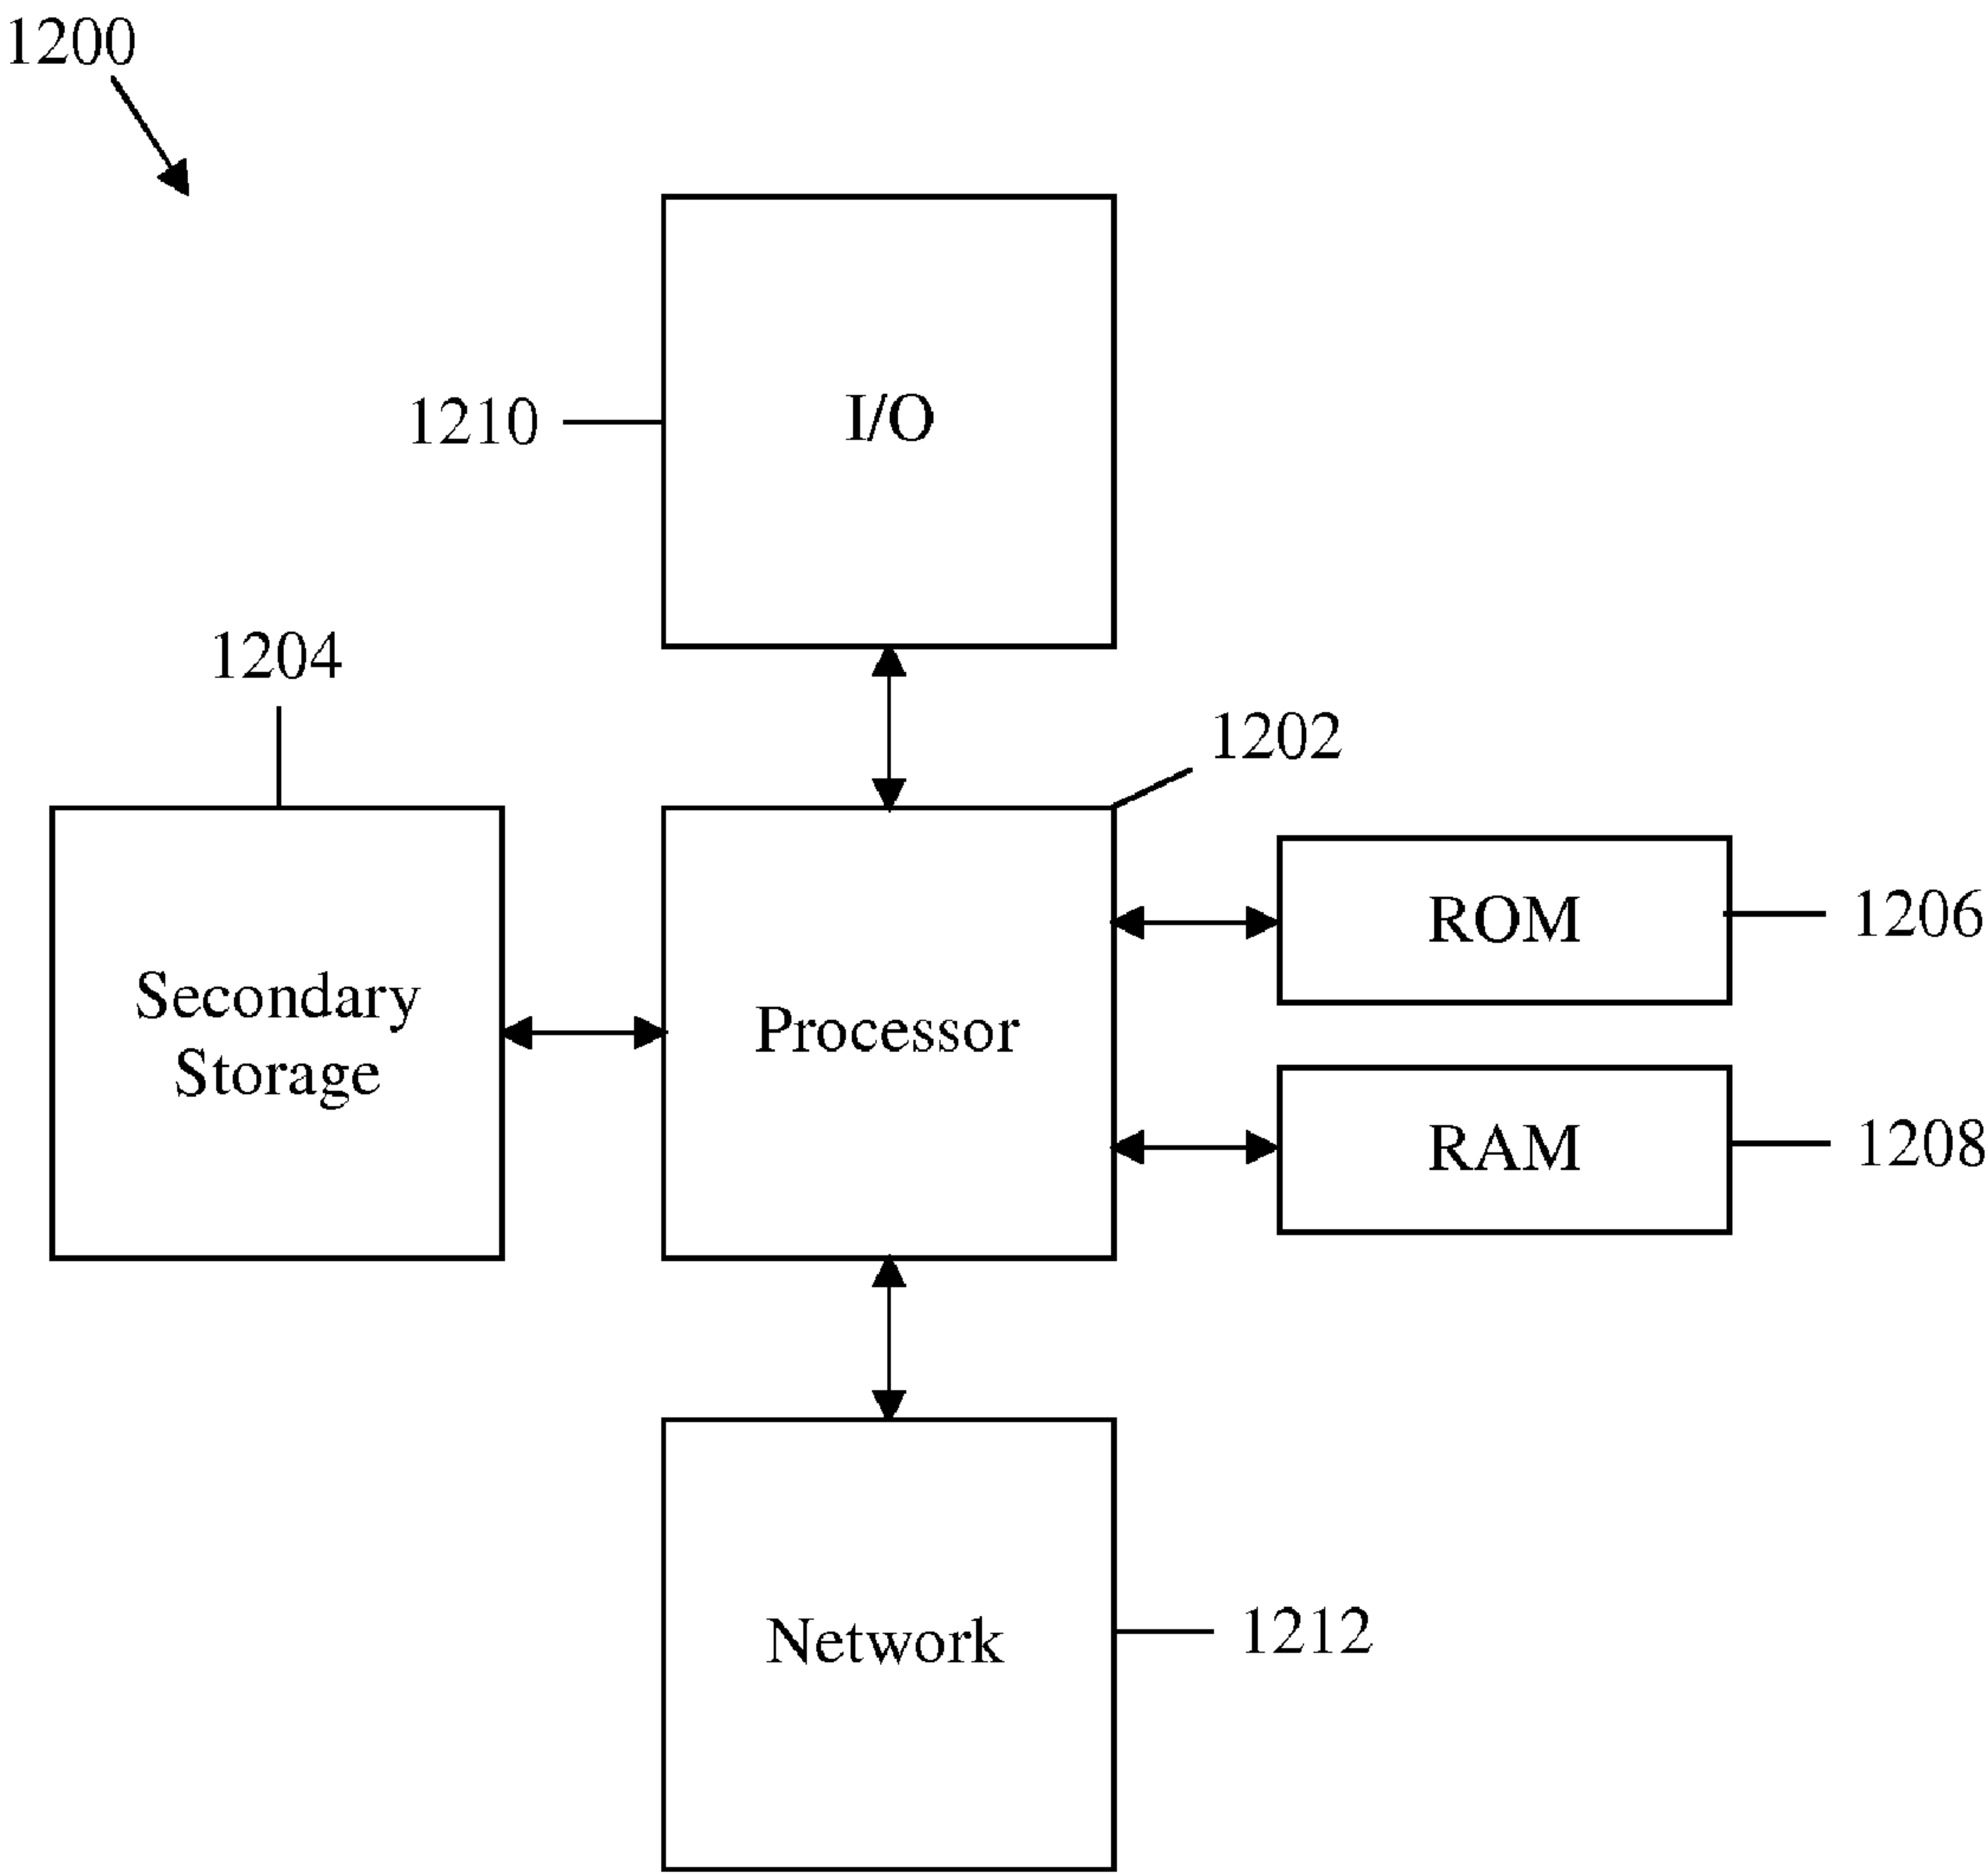 1200
1210
I/O
1204
1202
Secondary
Storage
Processor
ROM
1206
RAM
1208
Network
1212